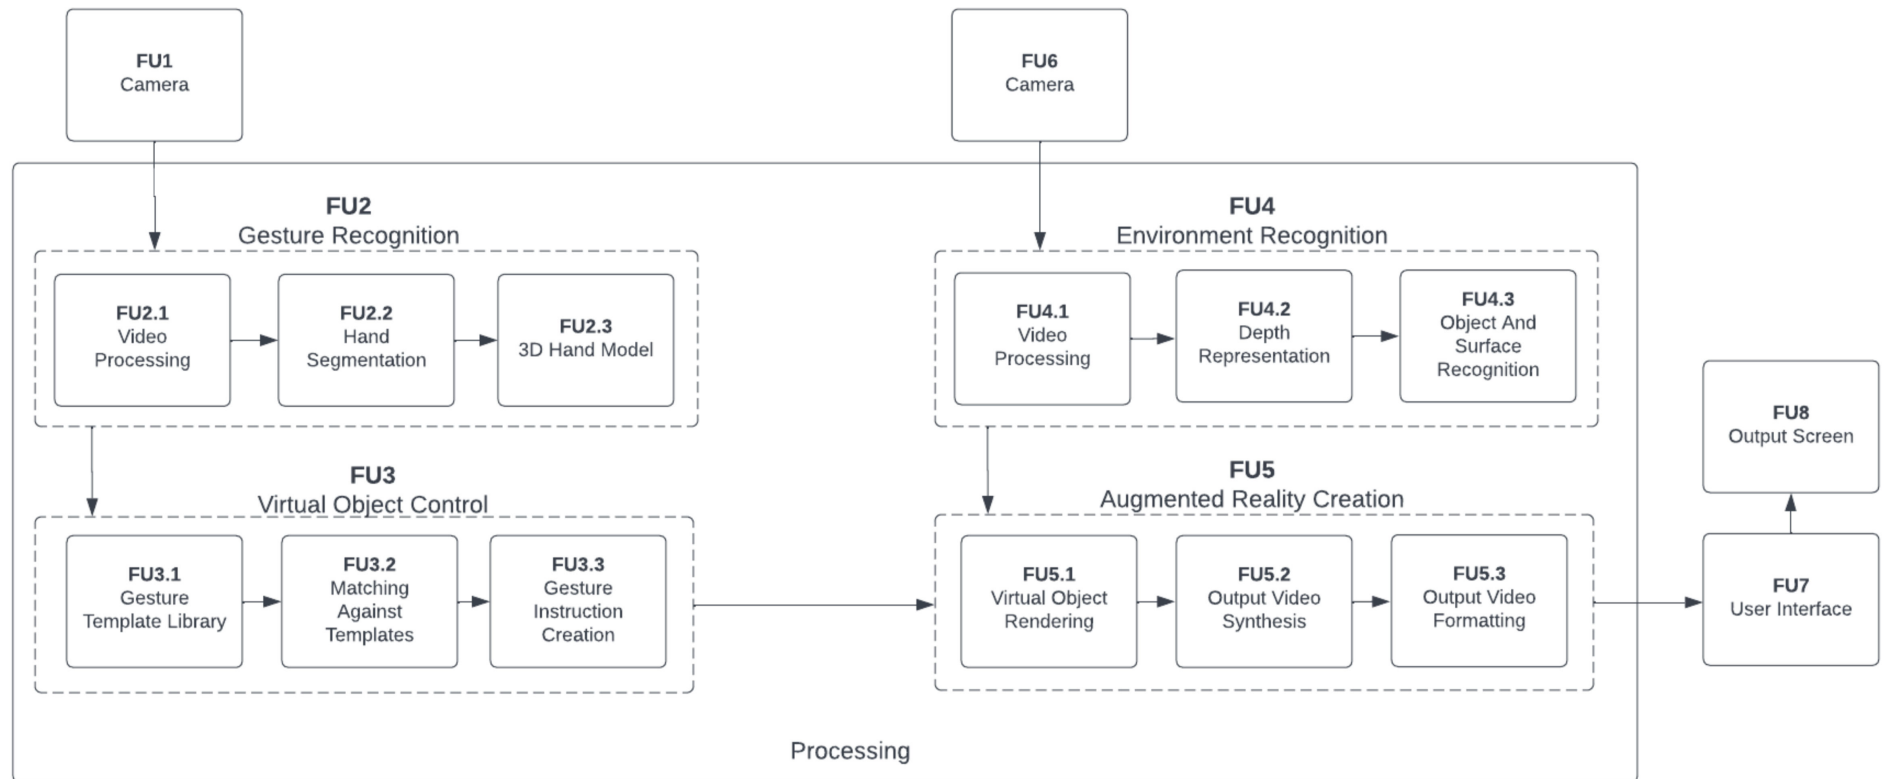 FU1
Camera
FU6
Camera
FU2
Gesture Recognition
FU4
Environment Recognition
FU2.1
Video
Processing
FU2.2
Hand
Segmentation
FU2.3
3D Hand Model
FU4.1
Video
Processing
FU4.2
Depth
Representation
FU4.3
Object And
Surface
Recognition
FU8
Output Screen
FU3
Virtual Object Control
FU5
Augmented Reality Creation
FU3.1
Gesture
Template Library
FU3.2
Matching
Against
Templates
FU3.3
Gesture
Instruction
Creation
FU5.1
Virtual Object
Rendering
FU5.2
Output Video
Synthesis
FU5.3
Output Video
Formatting
FU7
User Interface
Processing